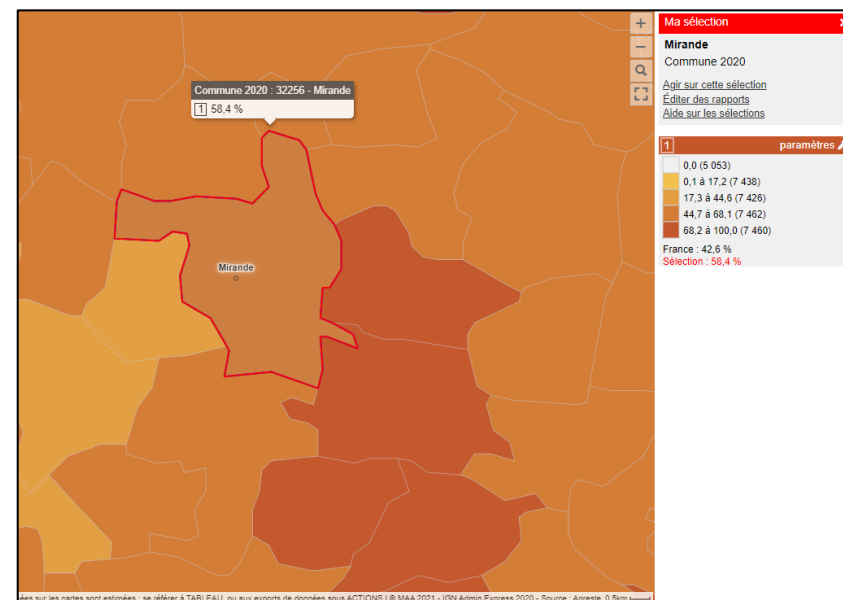 Commune 2020 : 32256 - Mirande
1 58,4 %
Mirande
+
−
Ma sélection
Mirande
Commune 2020
Agir sur cette sélection
Éditer des rapports
Aide sur les sélections
1 paramètres
0,0 (5 053)
0,1 à 17,2 (7 438)
17,3 à 44,6 (7 426)
44,7 à 68,1 (7 462)
68,2 à 100,0 (7 460)
France : 42,6 %
Sélection : 58,4 %
sur les cartes sont estimées : se référer à TABLEAU, ou aux exports de données sous ACTIONS | © MAA 2021 - IGN Admin Express 2020 - Source : Agreste 0.5km